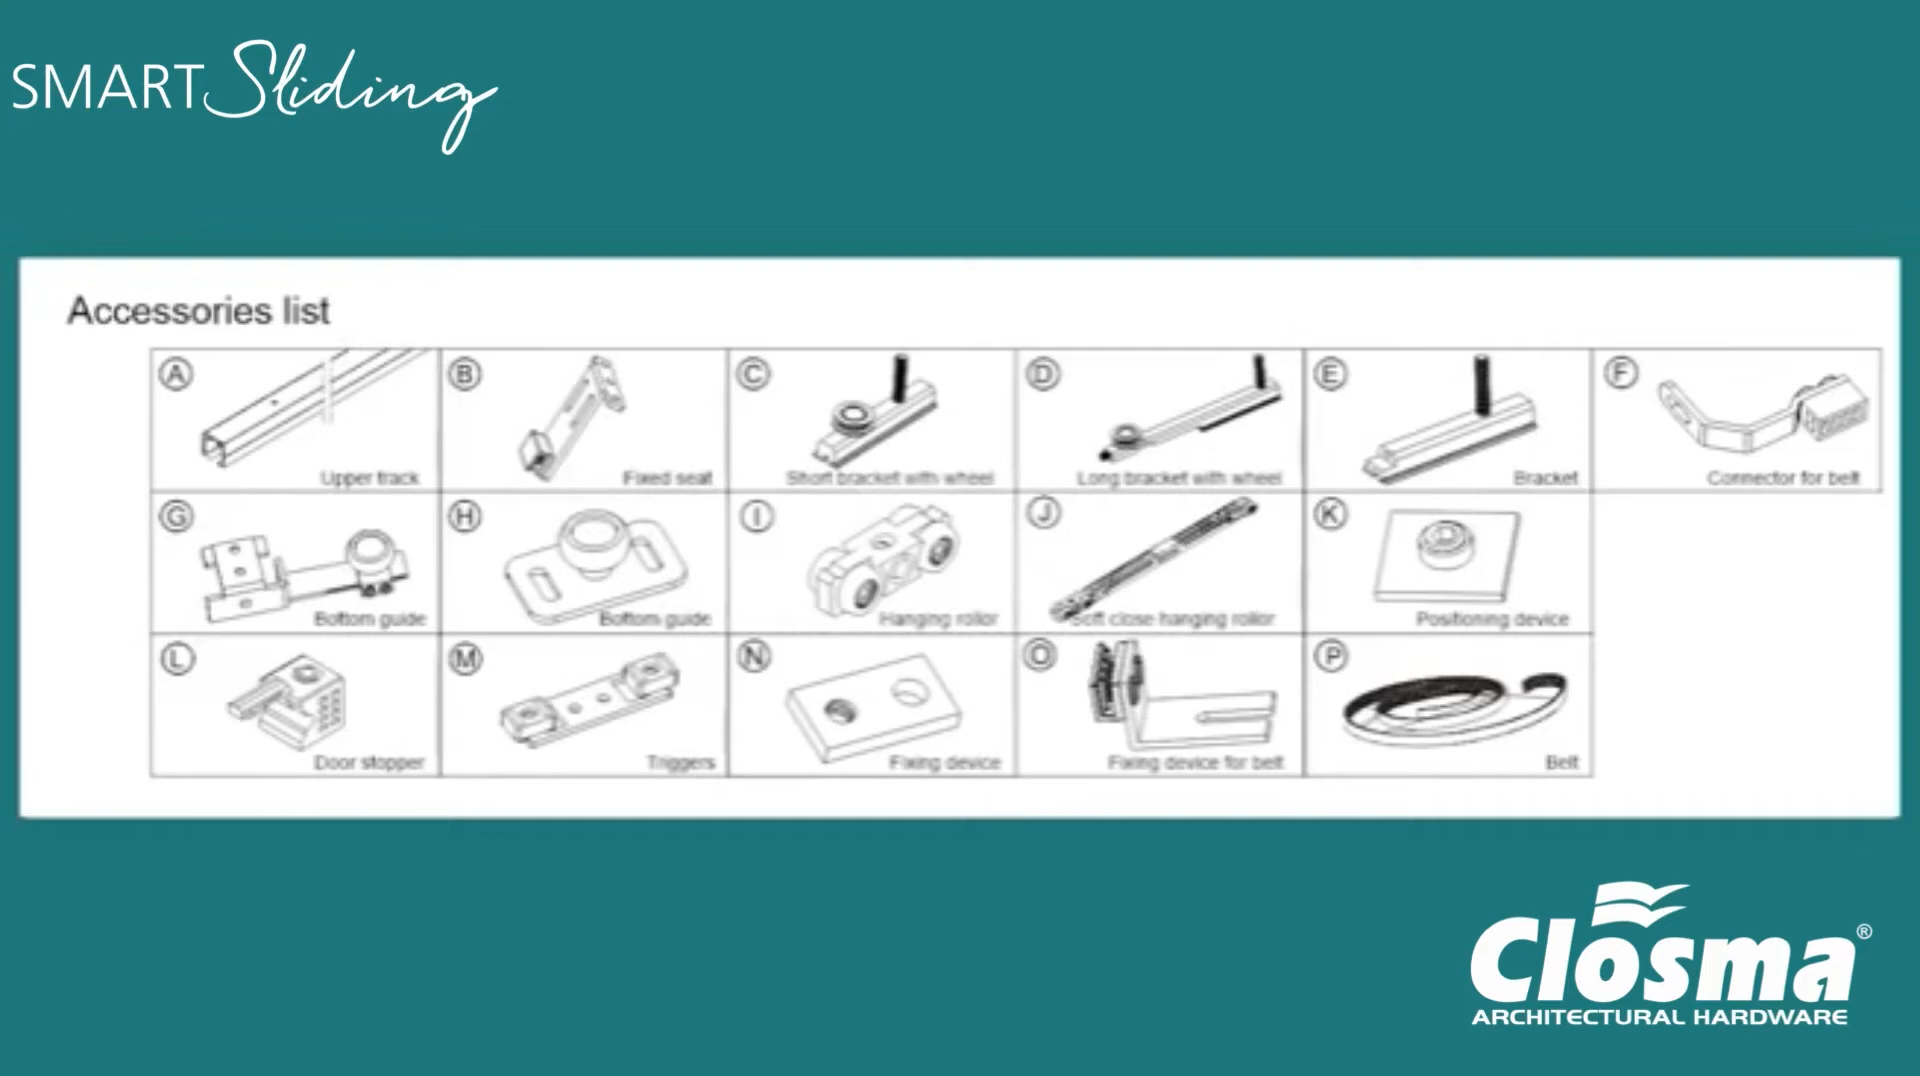 SMART Sliding
Accessories list
A
Upper track
B
Fixed seat
C
Short bracket with wheel
D
Long bracket with wheel
E
Bracket
F
Connector for belt
G
Bottom guide
H
Bottom guide
I
Hanging rollor
J
Soft close hanging rollor
K
Positioning device
L
Door stopper
M
Triggers
N
Fixing device
O
Fixing device for belt
P
Belt
Closma®
ARCHITECTURAL HARDWARE